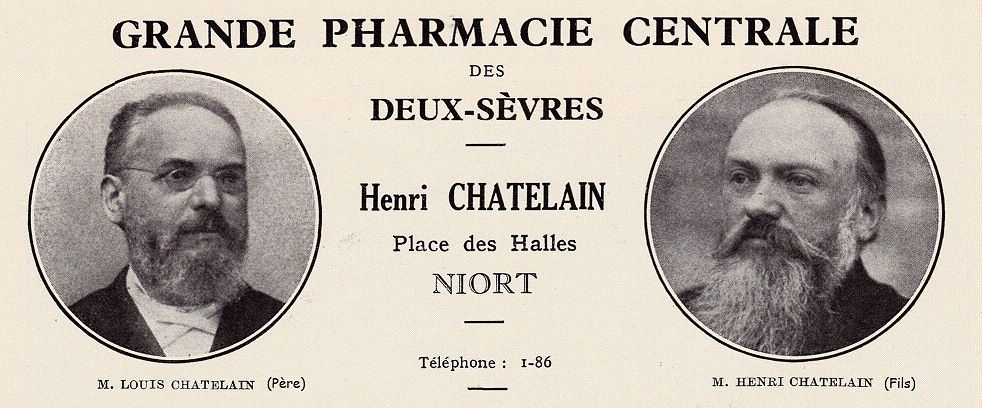 GRANDE PHARMACIE CENTRALE
DES
DEUX-SÈVRES
Henri CHATELAIN
Place des Halles
NIORT
Téléphone : 1-86
M. LOUIS CHATELAIN (Père)
M. HENRI CHATELAIN (Fils)